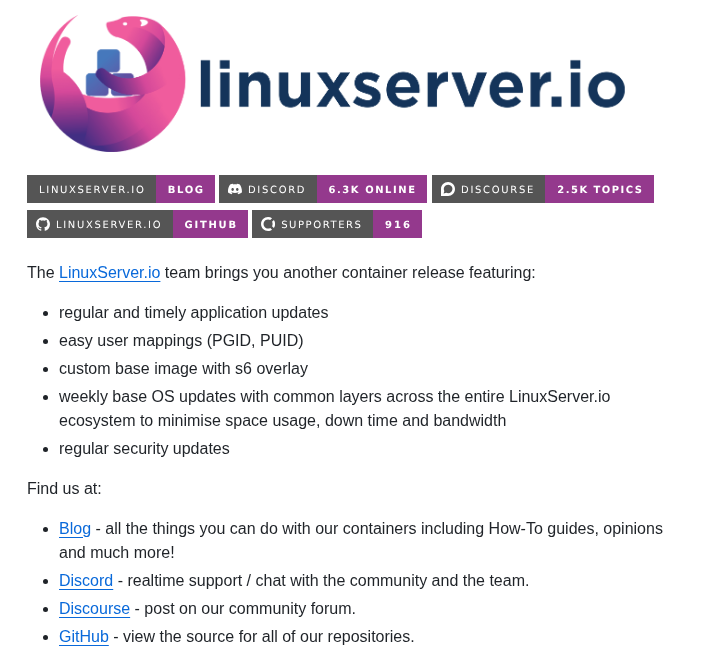 linuxserver.io
LINUXSERVER.IO BLOG DISCORD 6.3K ONLINE DISCOURSE 2.5K TOPICS
LINUXSERVER.IO GITHUB SUPPORTERS 916
The LinuxServer.io team brings you another container release featuring:
• regular and timely application updates
• easy user mappings (PGID, PUID)
• custom base image with s6 overlay
• weekly base OS updates with common layers across the entire LinuxServer.io
ecosystem to minimise space usage, down time and bandwidth
• regular security updates
Find us at:
• Blog - all the things you can do with our containers including How-To guides, opinions
and much more!
• Discord - realtime support / chat with the community and the team.
• Discourse - post on our community forum.
• GitHub - view the source for all of our repositories.